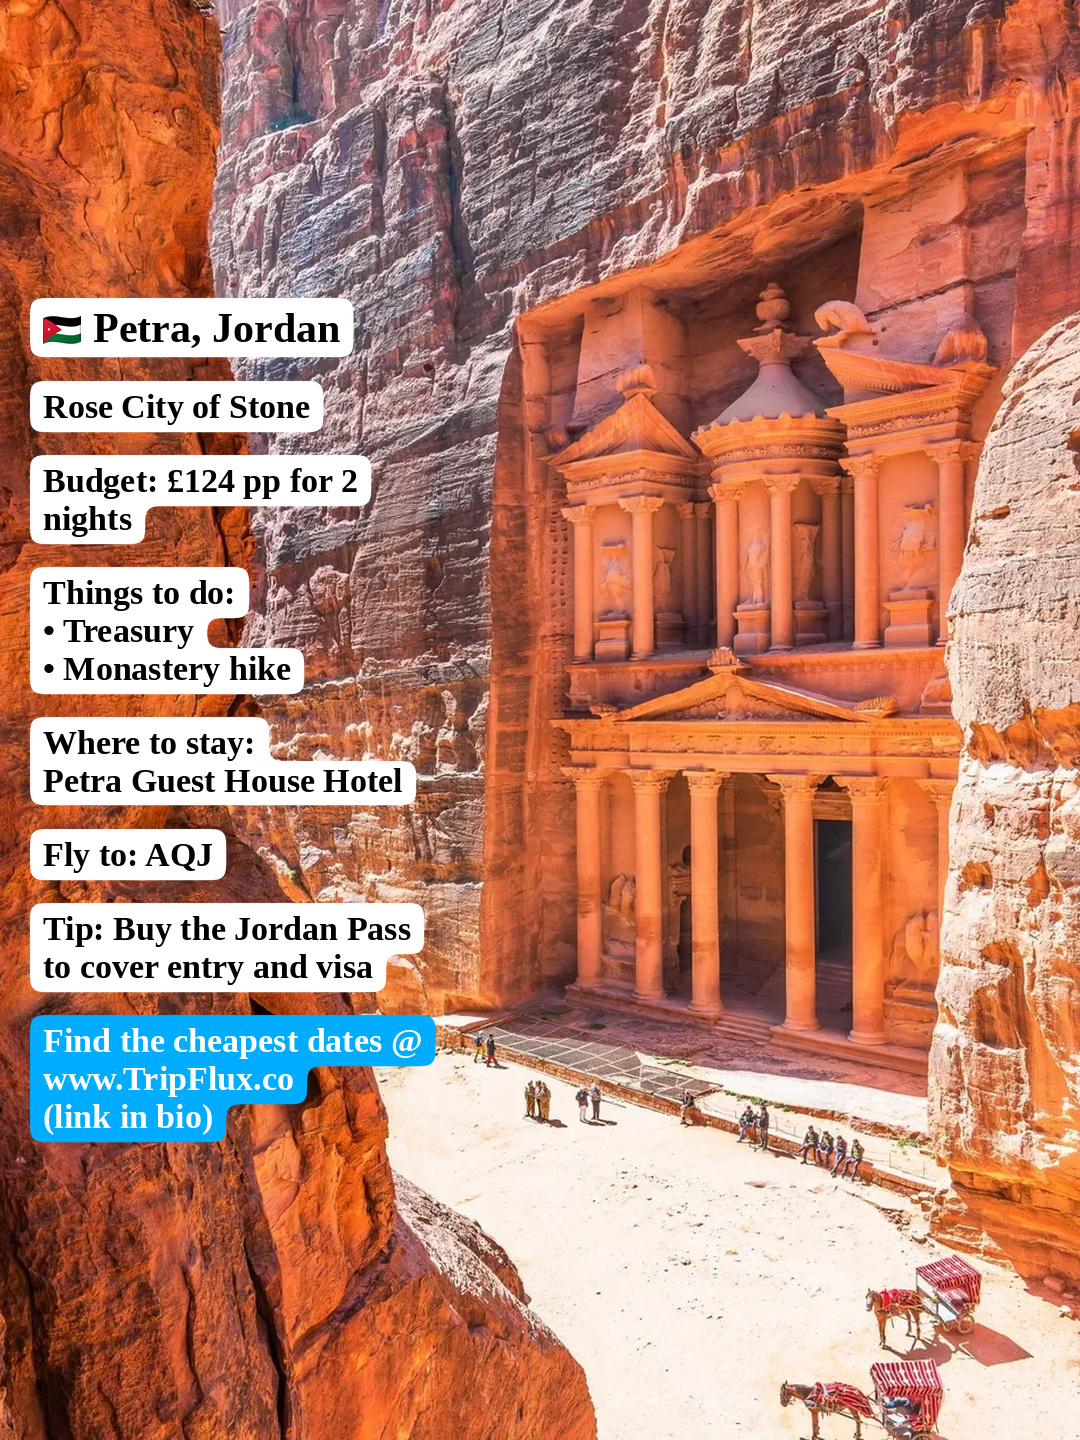 🇯🇴 Petra, Jordan
Rose City of Stone
Budget: £124 pp for 2
nights
Things to do:
• Treasury
• Monastery hike
Where to stay:
Petra Guest House Hotel
Fly to: AQJ
Tip: Buy the Jordan Pass
to cover entry and visa
Find the cheapest dates @
www.TripFlux.co
(link in bio)